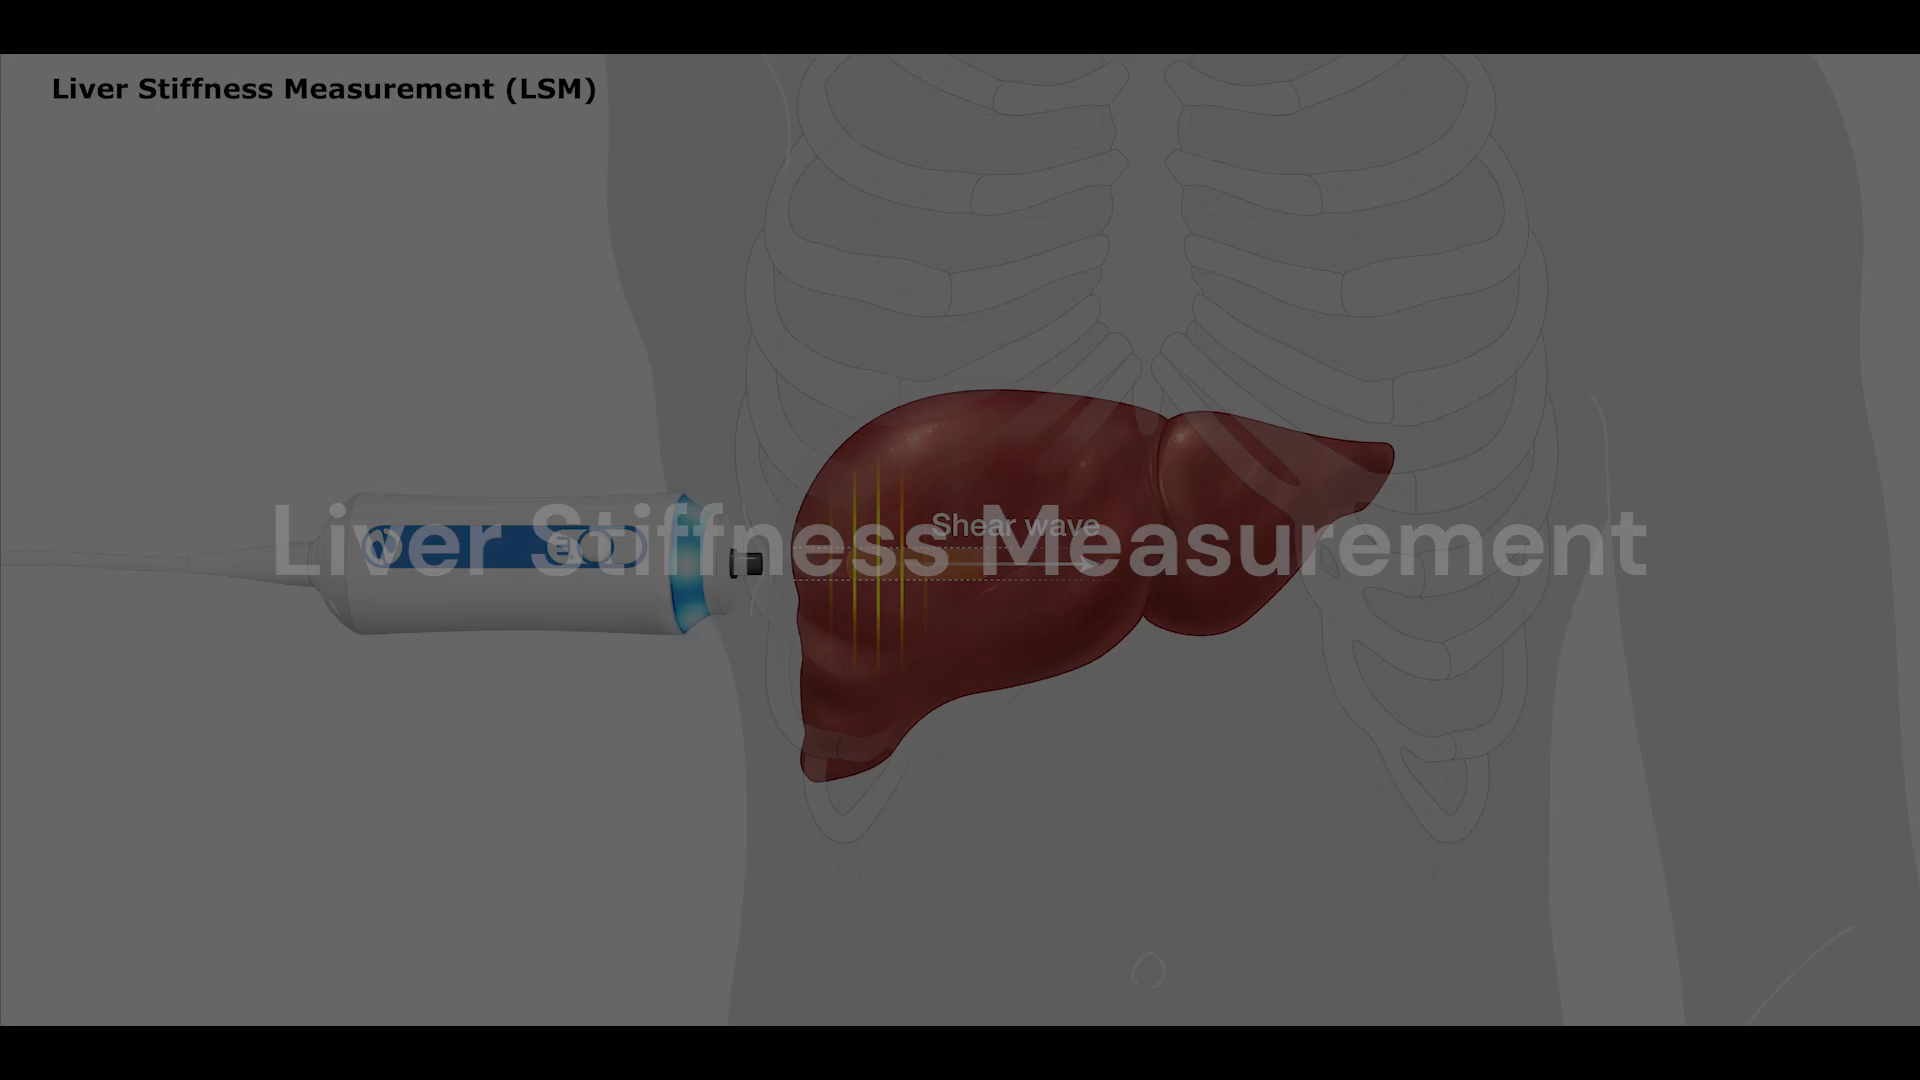 Liver Stiffness Measurement (LSM)
Shear wave
Liver Stiffness Measurement